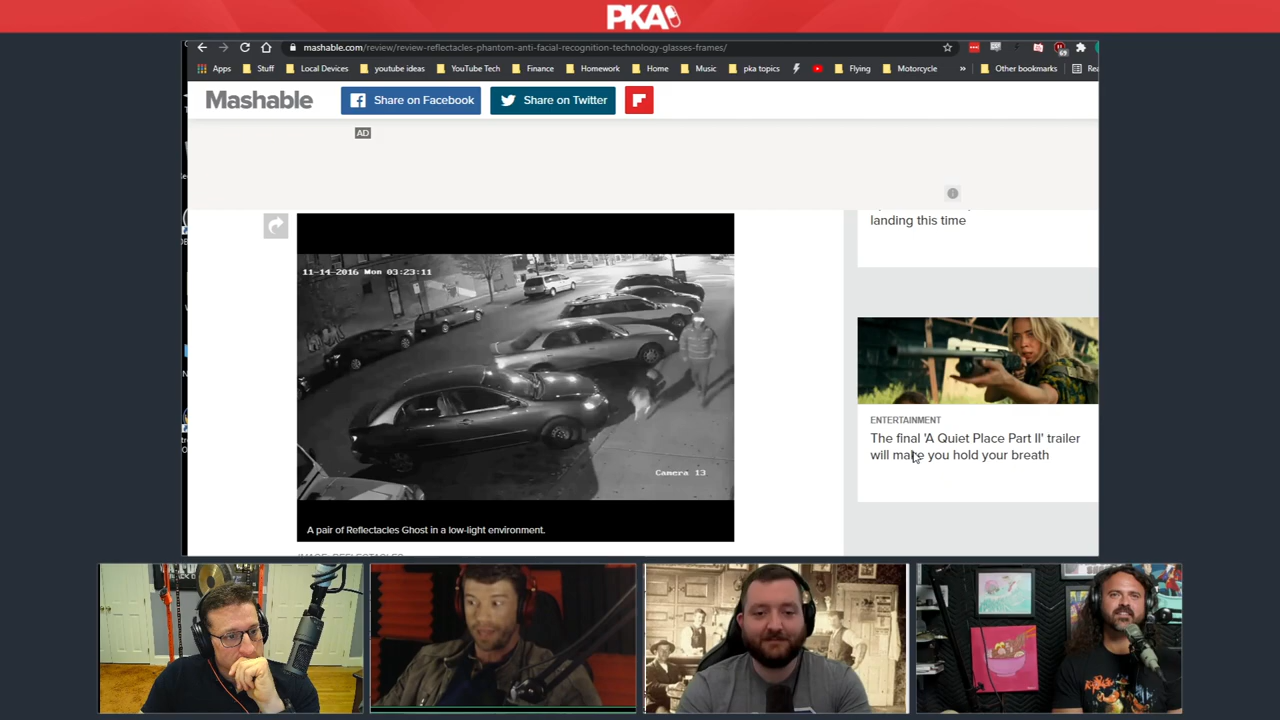 PKA
mashable.com/review/review-reflectacles-phantom-anti-facial-recognition-technology-glasses-frames/
Apps Stuff Local Devices youtube ideas YouTube Tech Finance Homework Home Music pka topics Flying Motorcycle » Other bookmarks Rea
Mashable Share on Facebook Share on Twitter
AD
landing this time
11-14-2016 Mon 03:23:11
Camera 13
A pair of Reflectacles Ghost in a low-light environment.
IMAGE: REFLECTACLES
ENTERTAINMENT
The final 'A Quiet Place Part II' trailer
will make you hold your breath